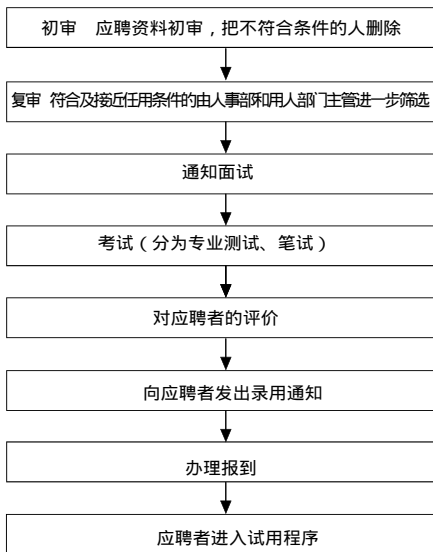 初审 应聘资料初审，把不符合条件的人删除
复审 符合及接近任用条件的由人事部和用人部门主管进一步筛选
通知面试
考试（分为专业测试、笔试）
对应聘者的评价
向应聘者发出录用通知
办理报到
应聘者进入试用程序